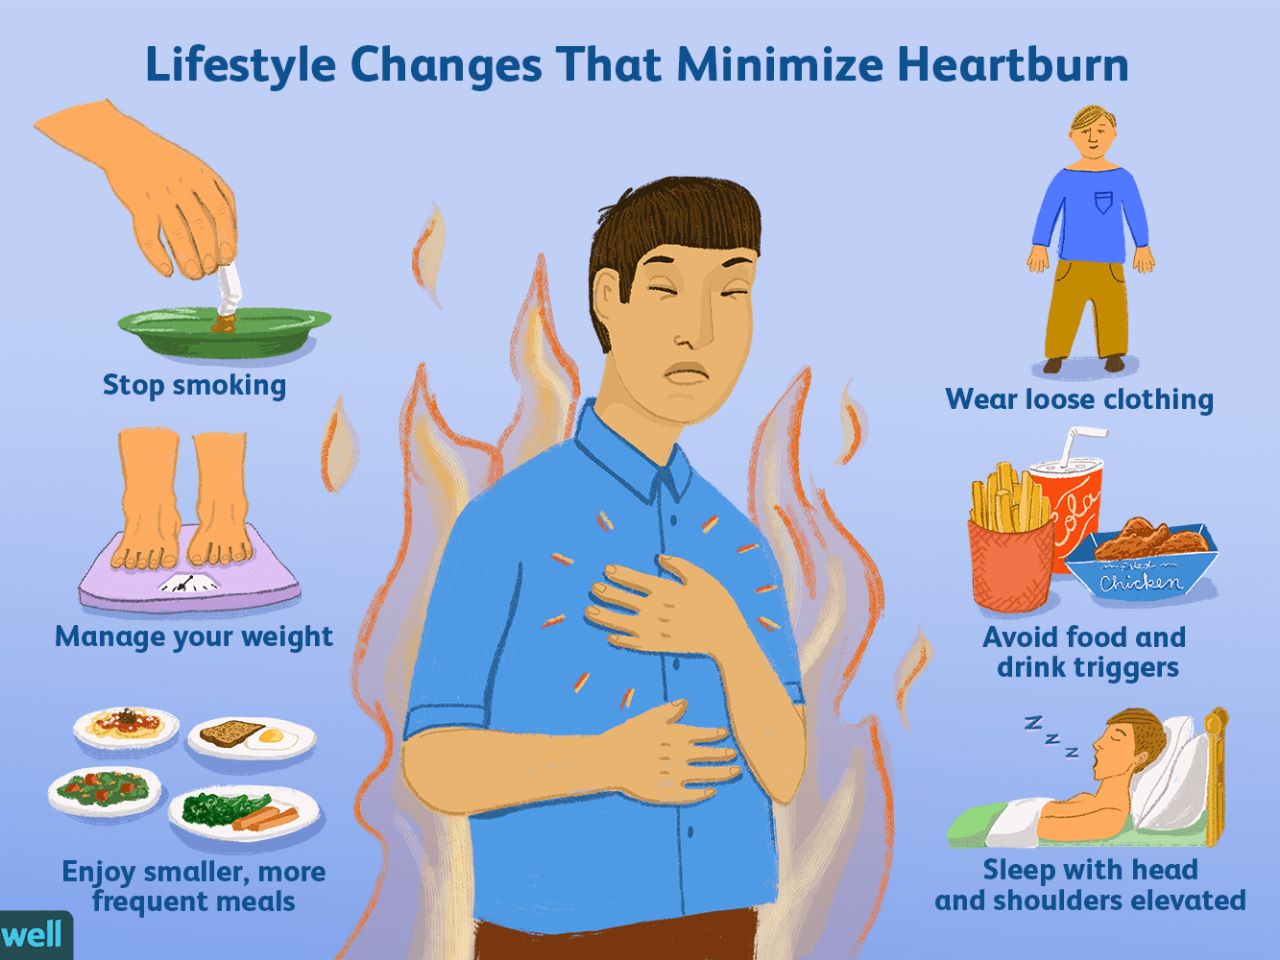 Lifestyle Changes That Minimize Heartburn
Stop smoking
Manage your weight
Enjoy smaller, more
frequent meals
Wear loose clothing
Cola
Chicken
Avoid food and
drink triggers
Z
Z
Z
Sleep with head
and shoulders elevated
well